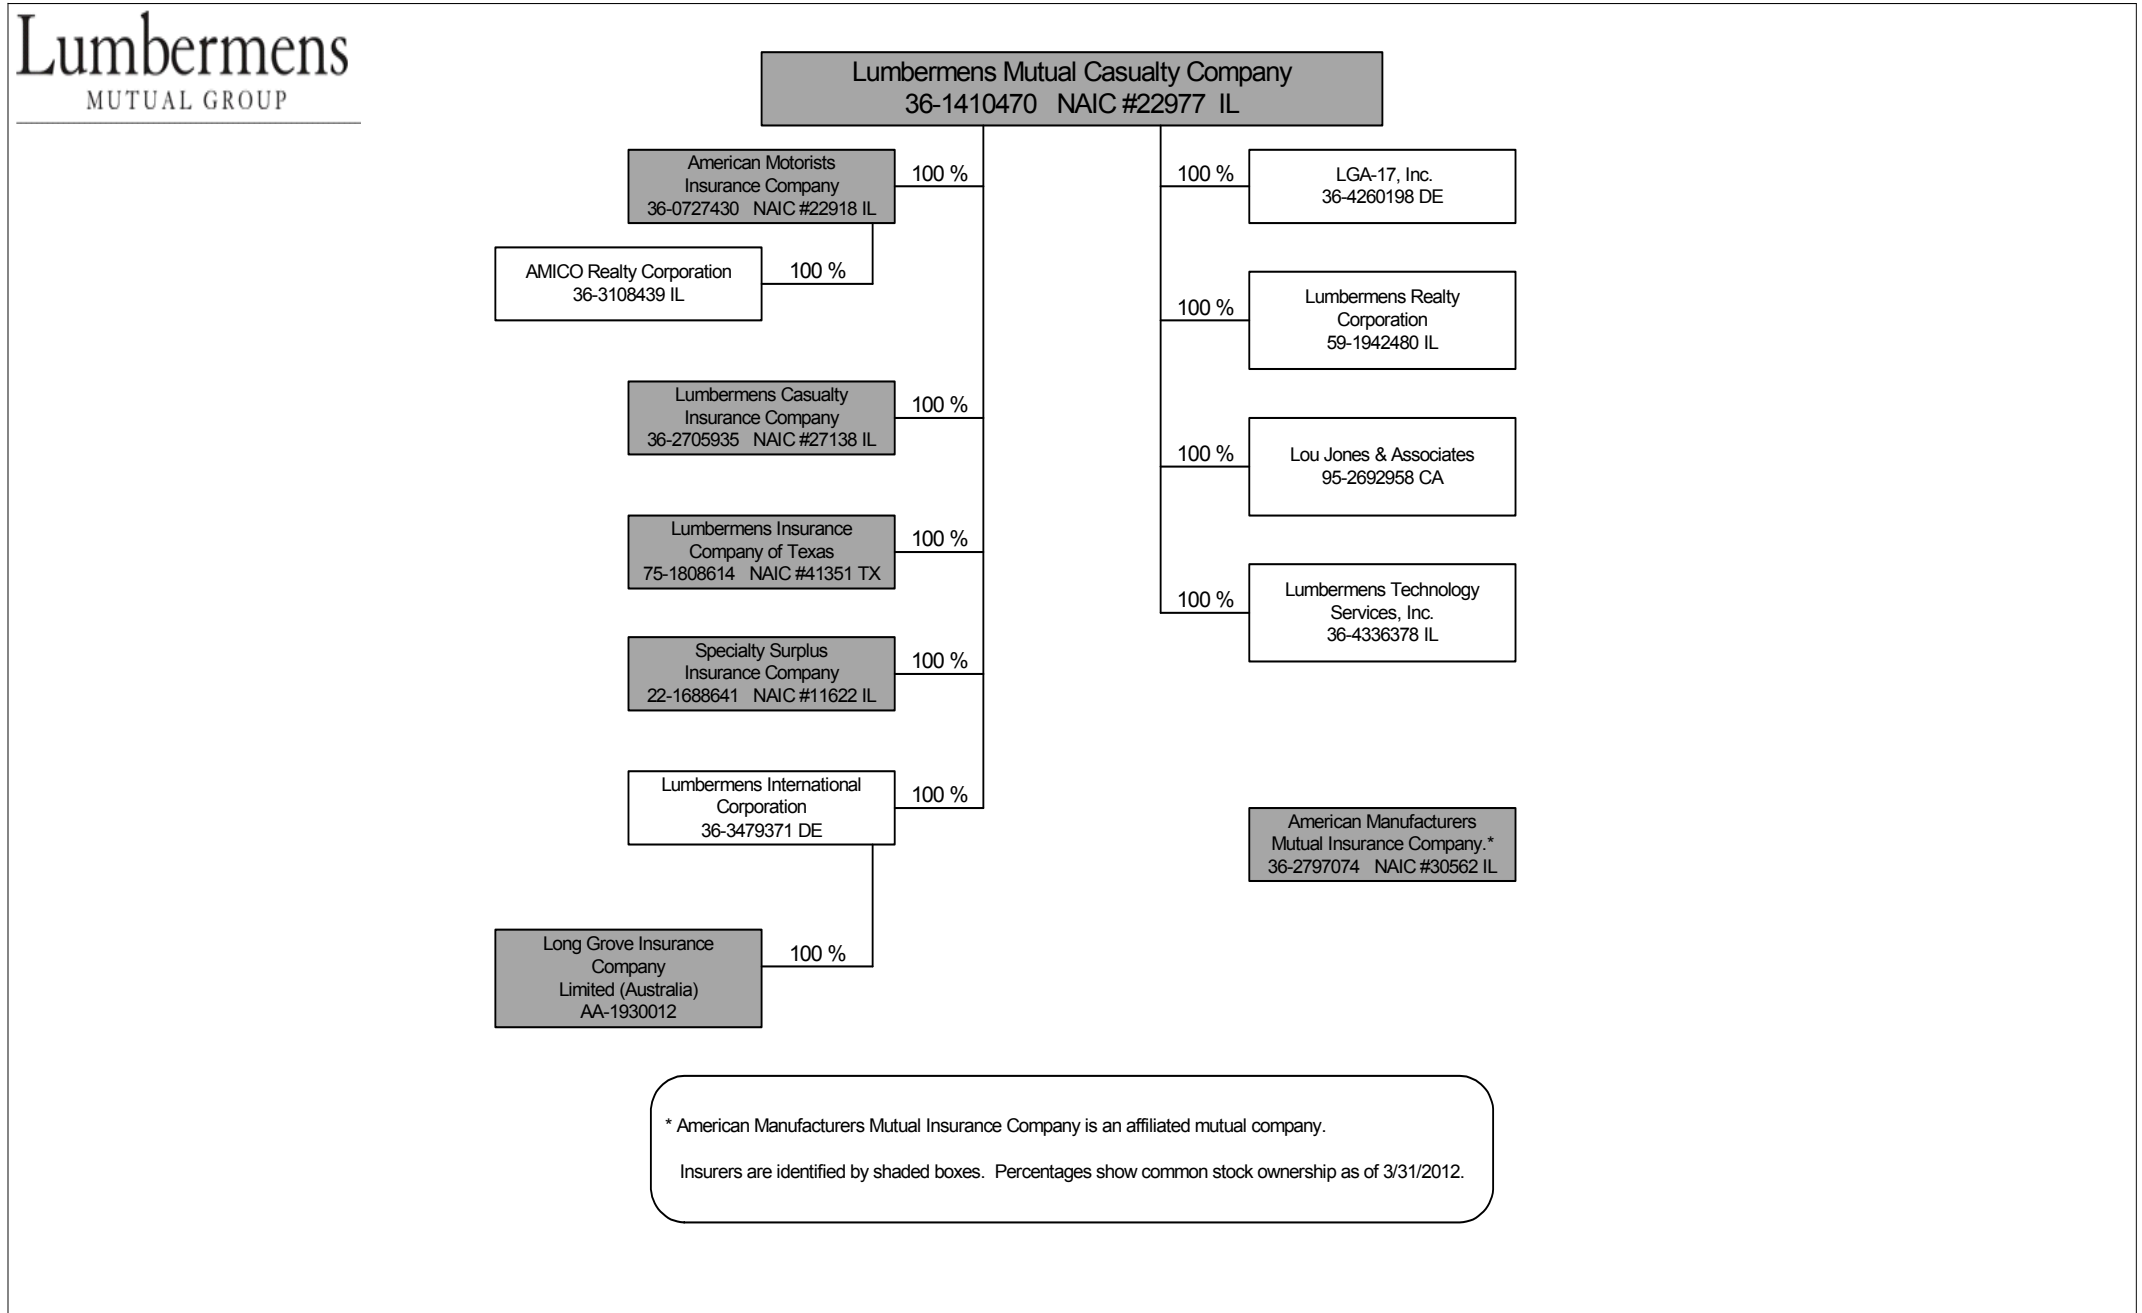 Lumbermens
MUTUAL GROUP
Lumbermens Mutual Casualty Company
36-1410470 NAIC #22977 IL
American Motorists
Insurance Company
36-0727430 NAIC #22918 IL
100 %
AMICO Realty Corporation
36-3108439 IL
100 %
Lumbermens Casualty
Insurance Company
36-2705935 NAIC #27138 IL
100 %
Lumbermens Insurance
Company of Texas
75-1808614 NAIC #41351 TX
100 %
Specialty Surplus
Insurance Company
22-1688641 NAIC #11622 IL
100 %
Lumbermens International
Corporation
36-3479371 DE
100 %
Long Grove Insurance
Company
Limited (Australia)
AA-1930012
100 %
100 %
LGA-17, Inc.
36-4260198 DE
100 %
Lumbermens Realty
Corporation
59-1942480 IL
100 %
Lou Jones & Associates
95-2692958 CA
100 %
Lumbermens Technology
Services, Inc.
36-4336378 IL
American Manufacturers
Mutual Insurance Company.*
36-2797074 NAIC #30562 IL
* American Manufacturers Mutual Insurance Company is an affiliated mutual company.
Insurers are identified by shaded boxes. Percentages show common stock ownership as of 3/31/2012.